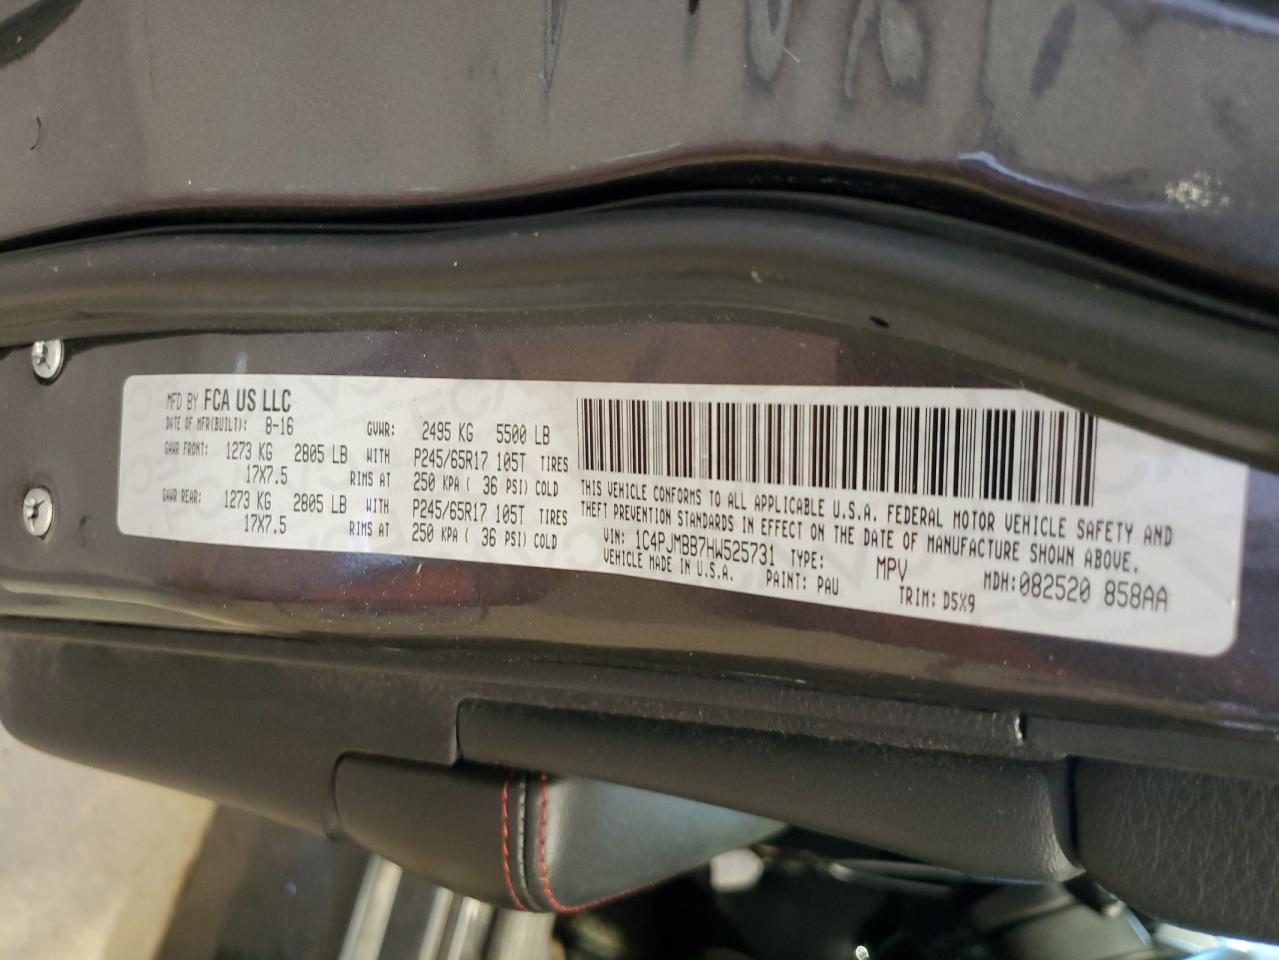 MFD BY FCA US LLC
DATE OF MFR(BUILT): 8-16 GVWR: 2495 KG 5500 LB
GAWR FRONT: 1273 KG 2805 LB WITH P245/65R17 105T TIRES
17X7.5 RIMS AT 250 KPA ( 36 PSI) COLD
GAWR REAR: 1273 KG 2805 LB WITH P245/65R17 105T TIRES
17X7.5 RIMS AT 250 KPA ( 36 PSI) COLD
THIS VEHICLE CONFORMS TO ALL APPLICABLE U.S.A. FEDERAL MOTOR VEHICLE SAFETY AND
THEFT PREVENTION STANDARDS IN EFFECT ON THE DATE OF MANUFACTURE SHOWN ABOVE.
VIN: 1C4PJMBB7HW525731 TYPE: MPV MDH:082520 858AA
VEHICLE MADE IN U.S.A. PAINT: PAU TRIM: D5X9